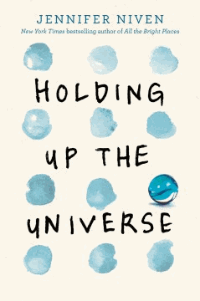 JENNIFER NIVEN
New York Times bestselling author of All the Bright Places
HOLDING
UP THE
UNIVERSE